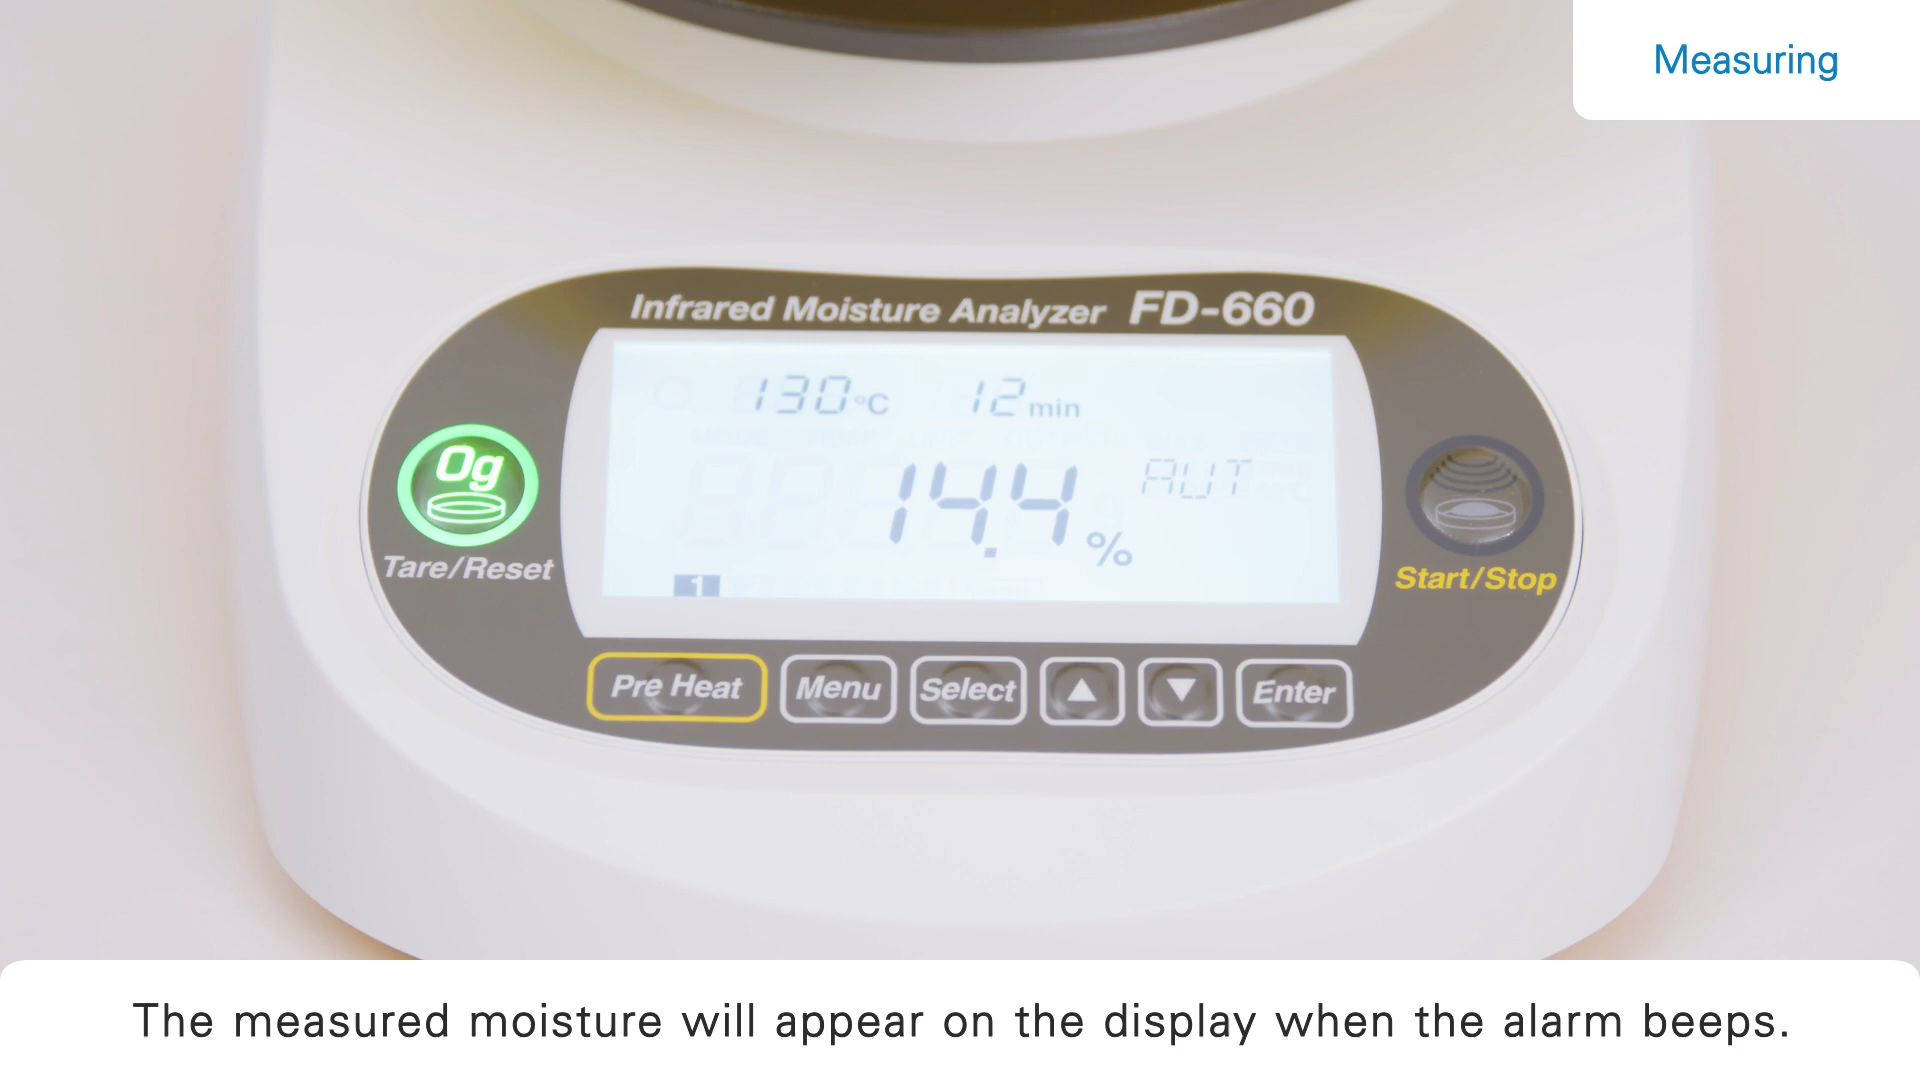 Measuring
Infrared Moisture Analyzer FD-660
130°C 12min
14.4% AUT
1
0g
Tare/Reset
Start/Stop
Pre Heat Menu Select ▲ ▼ Enter
The measured moisture will appear on the display when the alarm beeps.